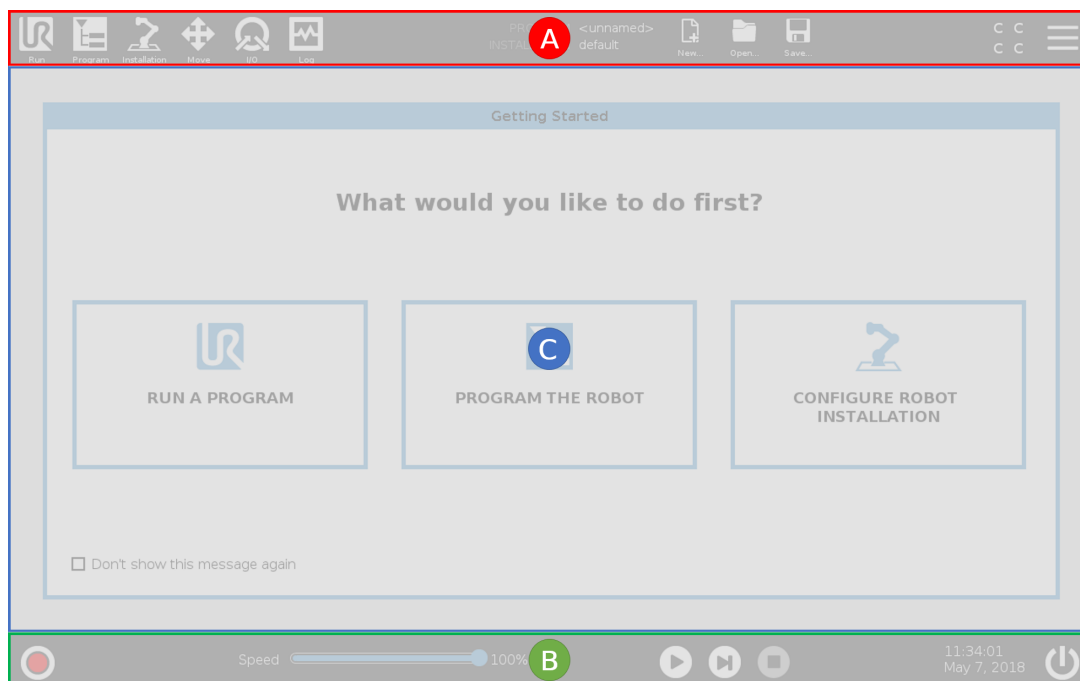 <unnamed>
default
Run Program Installation Move I/O Log
New... Open... Save...
C C
C C
A
Getting Started
What would you like to do first?
C
RUN A PROGRAM
PROGRAM THE ROBOT
CONFIGURE ROBOT
INSTALLATION
Don't show this message again
Speed
100%
B
11:34:01
May 7, 2018